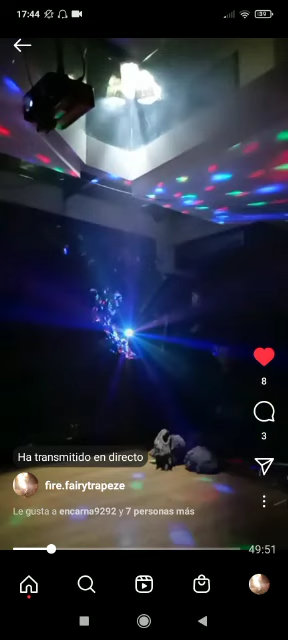 17:44
39
8
3
Ha transmitido en directo
fire.fairytrapeze
Le gusta a encarna9292 y 7 personas más
49:51